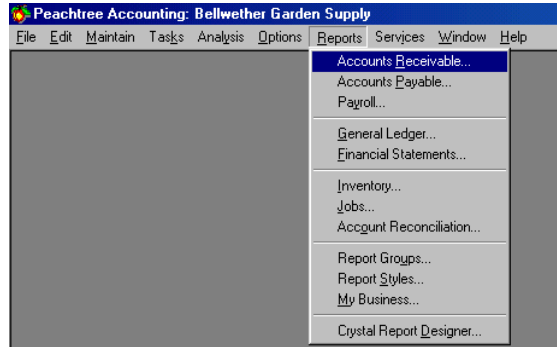 Peachtree Accounting: Bellwether Garden Supply
File Edit Maintain Tasks Analysis Options Reports Services Window Help
Accounts Receivable...
Accounts Payable...
Payroll...
General Ledger...
Financial Statements...
Inventory...
Jobs...
Account Reconciliation...
Report Groups...
Report Styles...
My Business...
Crystal Report Designer...